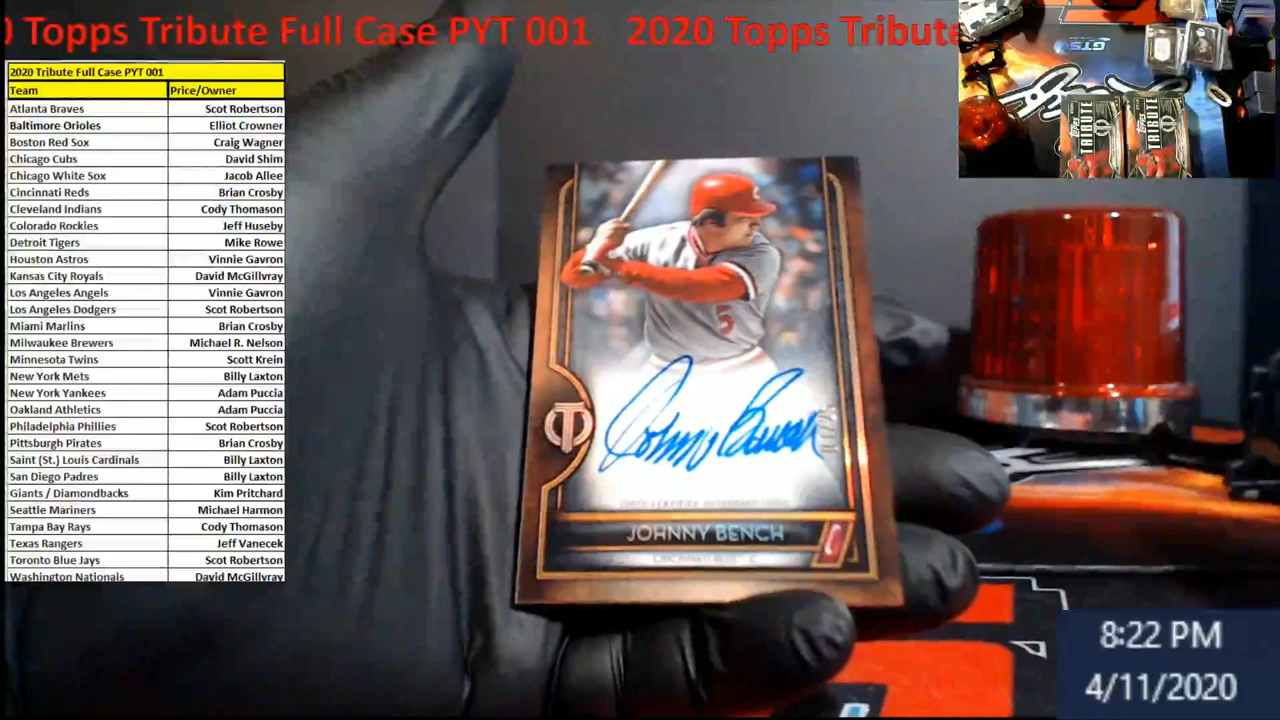 Topps Tribute Full Case PYT 001 2020 Topps Tribute
2020 Tribute Full Case PYT 001
Team Price/Owner
Atlanta Braves Scot Robertson
Baltimore Orioles Elliot Crowner
Boston Red Sox Craig Wagner
Chicago Cubs David Shim
Chicago White Sox Jacob Allee
Cincinnati Reds Brian Crosby
Cleveland Indians Cody Thomason
Colorado Rockies Jeff Huseby
Detroit Tigers Mike Rowe
Houston Astros Vinnie Gavron
Kansas City Royals David McGillvray
Los Angeles Angels Vinnie Gavron
Los Angeles Dodgers Scot Robertson
Miami Marlins Brian Crosby
Milwaukee Brewers Michael R. Nelson
Minnesota Twins Scott Krein
New York Mets Billy Laxton
New York Yankees Adam Puccia
Oakland Athletics Adam Puccia
Philadelphia Phillies Scot Robertson
Pittsburgh Pirates Brian Crosby
Saint (St.) Louis Cardinals Billy Laxton
San Diego Padres Billy Laxton
Giants / Diamondbacks Kim Pritchard
Seattle Mariners Michael Harmon
Tampa Bay Rays Cody Thomason
Texas Rangers Jeff Vanecek
Toronto Blue Jays Scot Robertson
Washington Nationals David McGillvray
GTS
Topps TRIBUTE
TRIBUTE
5
Johnny Bench
JOHNNY BENCH
8:22 PM
4/11/2020